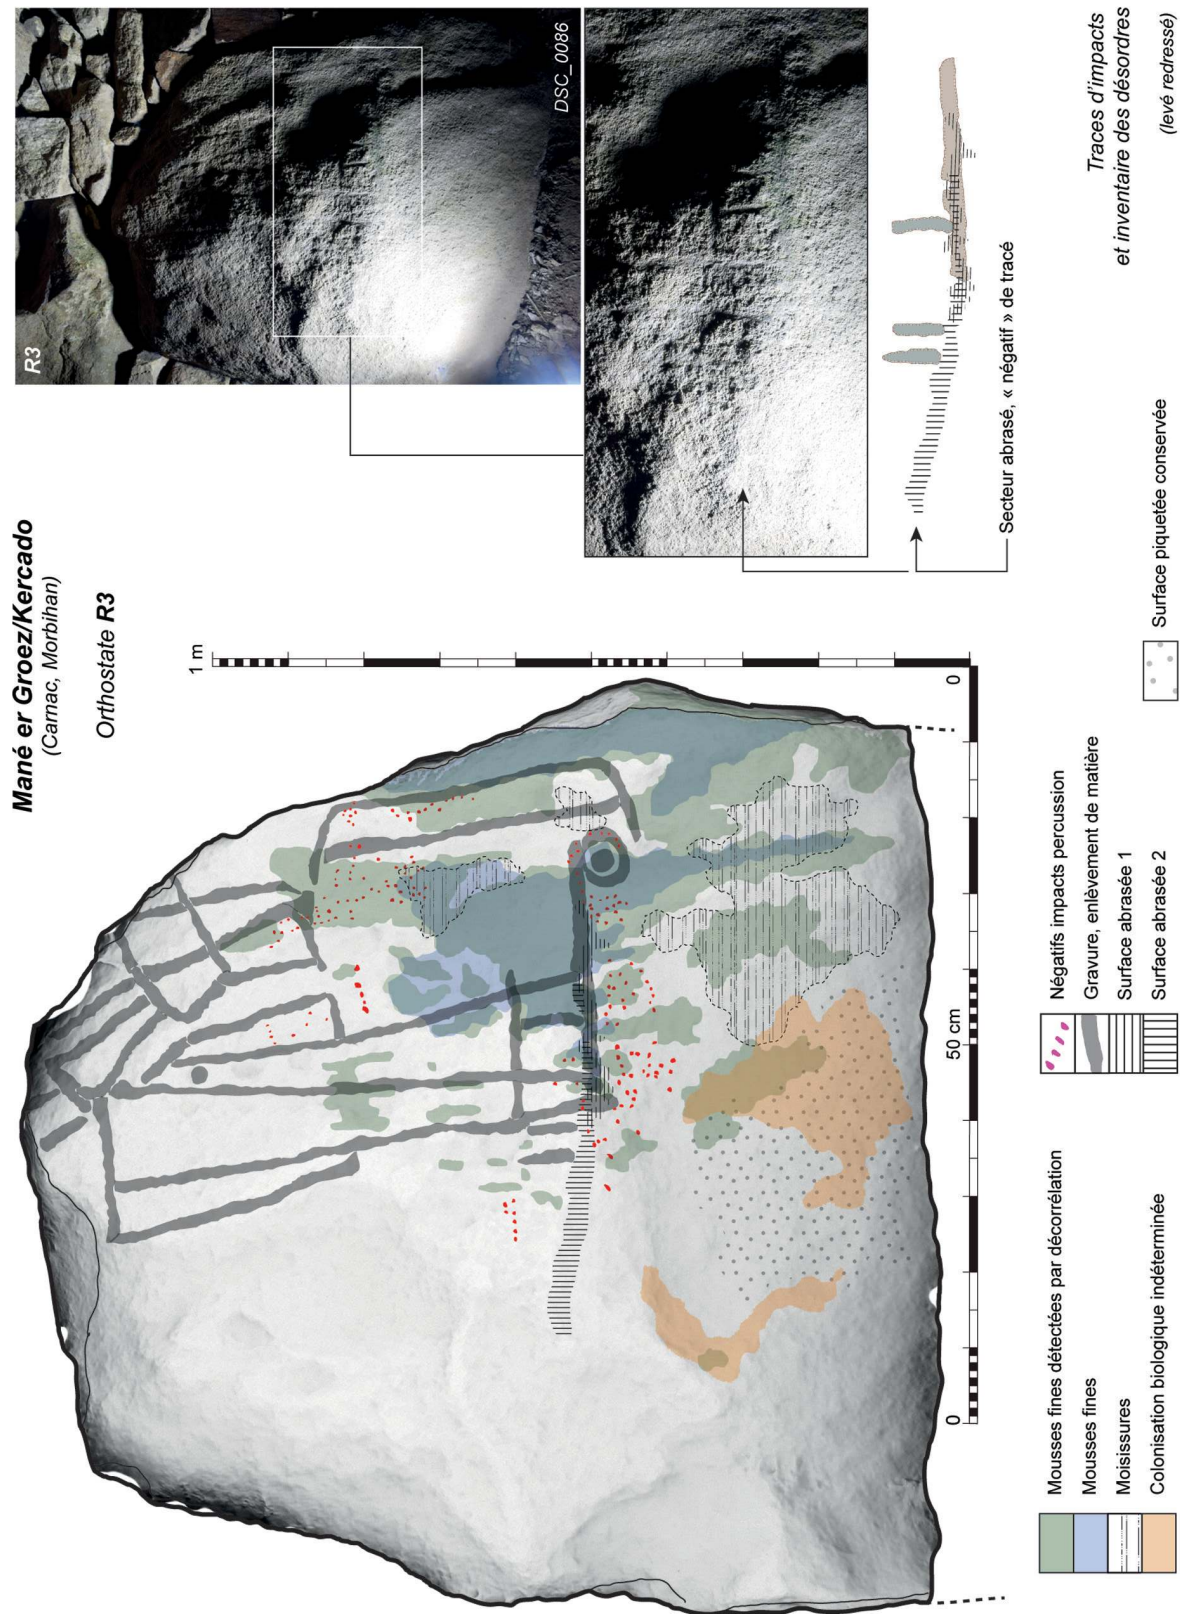 Mané er Groez/Kercado
(Carnac, Morbihan)
Orthostate R3
1 m
0
50 cm
0
R3
DSC_0086
Secteur abrasé, « négatif » de tracé
Traces d'impacts
et inventaire des désordres
(levé redressé)
Mousses fines détectées par décorrélation
Mousses fines
Moisissures
Colonisation biologique indéterminée
Négatifs impacts percussion
Gravure, enlèvement de matière
Surface abrasée 1
Surface abrasée 2
Surface piquetée conservée